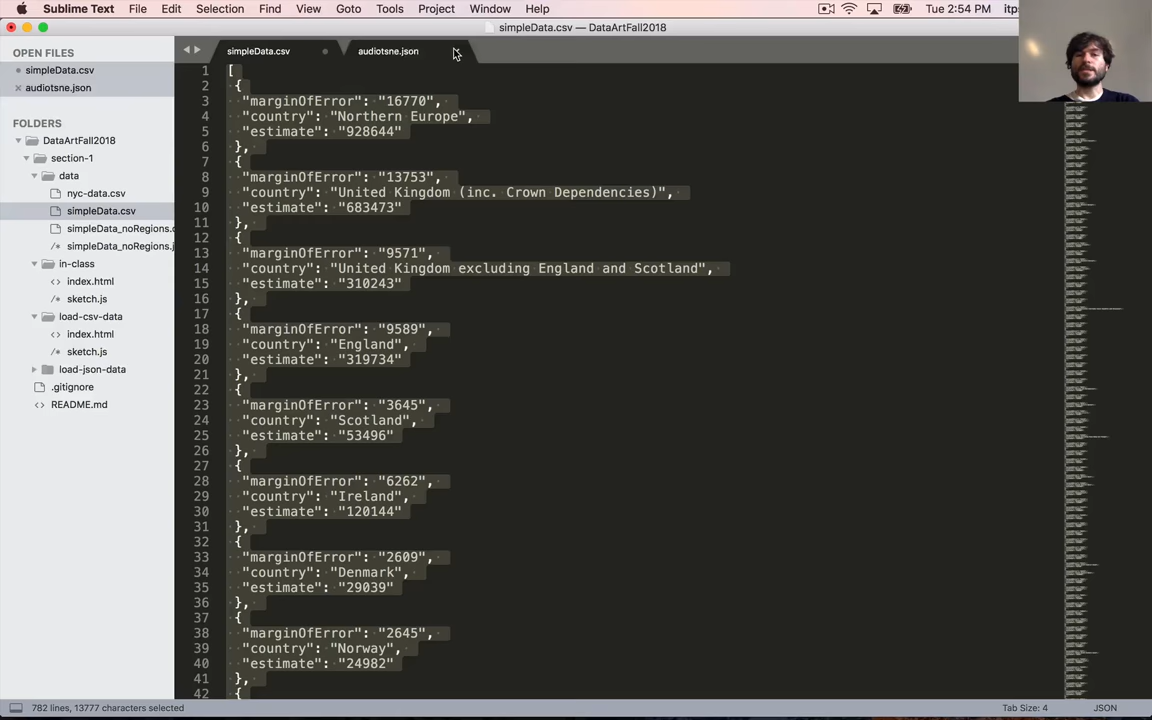 Sublime Text File Edit Selection Find View Goto Tools Project Window Help Tue 2:54 PM itp
simpleData.csv — DataArtFall2018
OPEN FILES
simpleData.csv
audiotsne.json
FOLDERS
DataArtFall2018
section-1
data
nyc-data.csv
simpleData.csv
simpleData_noRegions.c
simpleData_noRegions.j
in-class
index.html
sketch.js
load-csv-data
index.html
sketch.js
load-json-data
.gitignore
README.md
simpleData.csv audiotsne.json
1 [
2 {
3 "marginOfError": "16770",
4 "country": "Northern Europe",
5 "estimate": "928644"
6 },
7 {
8 "marginOfError": "13753",
9 "country": "United Kingdom (inc. Crown Dependencies)",
10 "estimate": "683473"
11 },
12 {
13 "marginOfError": "9571",
14 "country": "United Kingdom excluding England and Scotland",
15 "estimate": "310243"
16 },
17 {
18 "marginOfError": "9589",
19 "country": "England",
20 "estimate": "319734"
21 },
22 {
23 "marginOfError": "3645",
24 "country": "Scotland",
25 "estimate": "53496"
26 },
27 {
28 "marginOfError": "6262",
29 "country": "Ireland",
30 "estimate": "120144"
31 },
32 {
33 "marginOfError": "2609",
34 "country": "Denmark",
35 "estimate": "29039"
36 },
37 {
38 "marginOfError": "2645",
39 "country": "Norway",
40 "estimate": "24982"
41 },
42 {
782 lines, 13777 characters selected Tab Size: 4 JSON